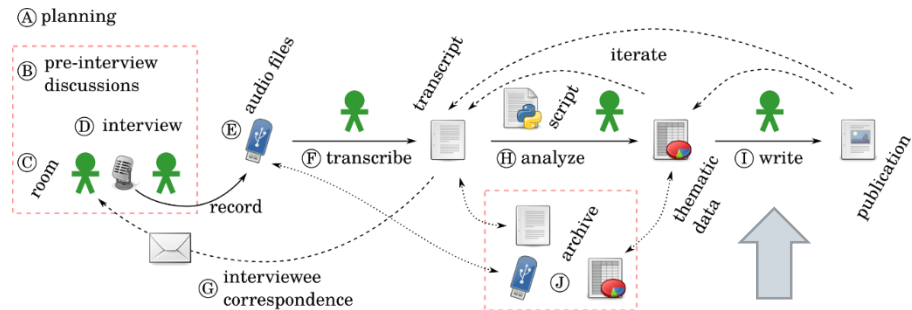 Ⓐ planning
Ⓑ pre-interview
discussions
Ⓓ interview
Ⓒ room
record
Ⓔ audio files
Ⓕ transcribe
Ⓖ interviewee
correspondence
transcript
script
Ⓗ analyze
iterate
thematic
data
Ⓘ write
publication
archive
Ⓙ